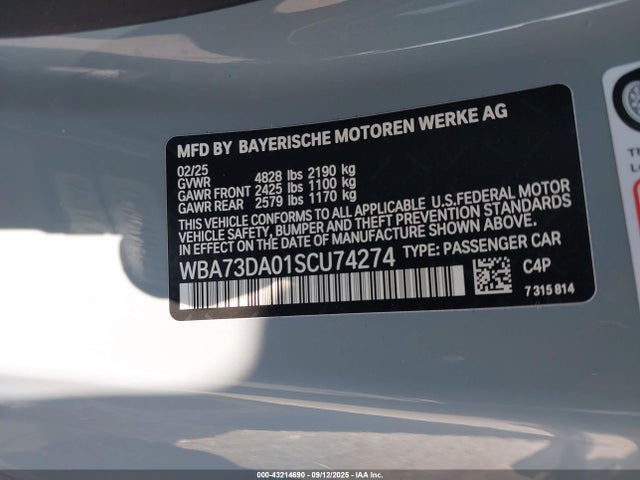 MFD BY BAYERISCHE MOTOREN WERKE AG
02/25
GVWR 4828 lbs 2190 kg
GAWR FRONT 2425 lbs 1100 kg
GAWR REAR 2579 lbs 1170 kg
THIS VEHICLE CONFORMS TO ALL APPLICABLE U.S.FEDERAL MOTOR
VEHICLE SAFETY, BUMPER AND THEFT PREVENTION STANDARDS
IN EFFECT ON THE DATE OF MANUFACTURE SHOWN ABOVE.
WBA73DA01SCU74274 TYPE: PASSENGER CAR
C4P
7 315 814
000-43214690 - 09/12/2025 - IAA Inc.